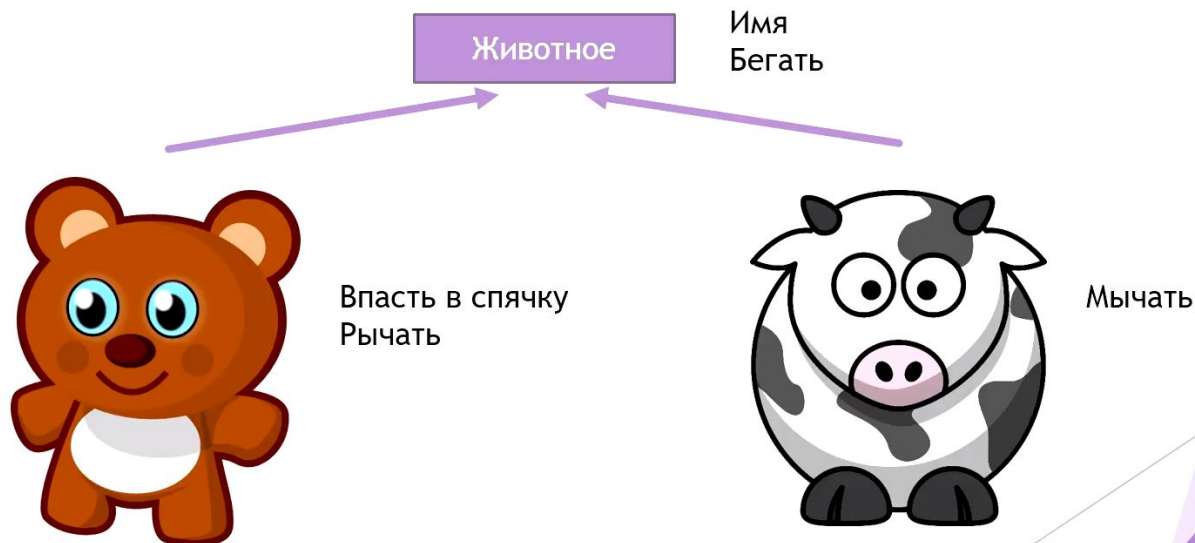 Животное
Имя
Бегать
Впасть в спячку
Рычать
Мычать